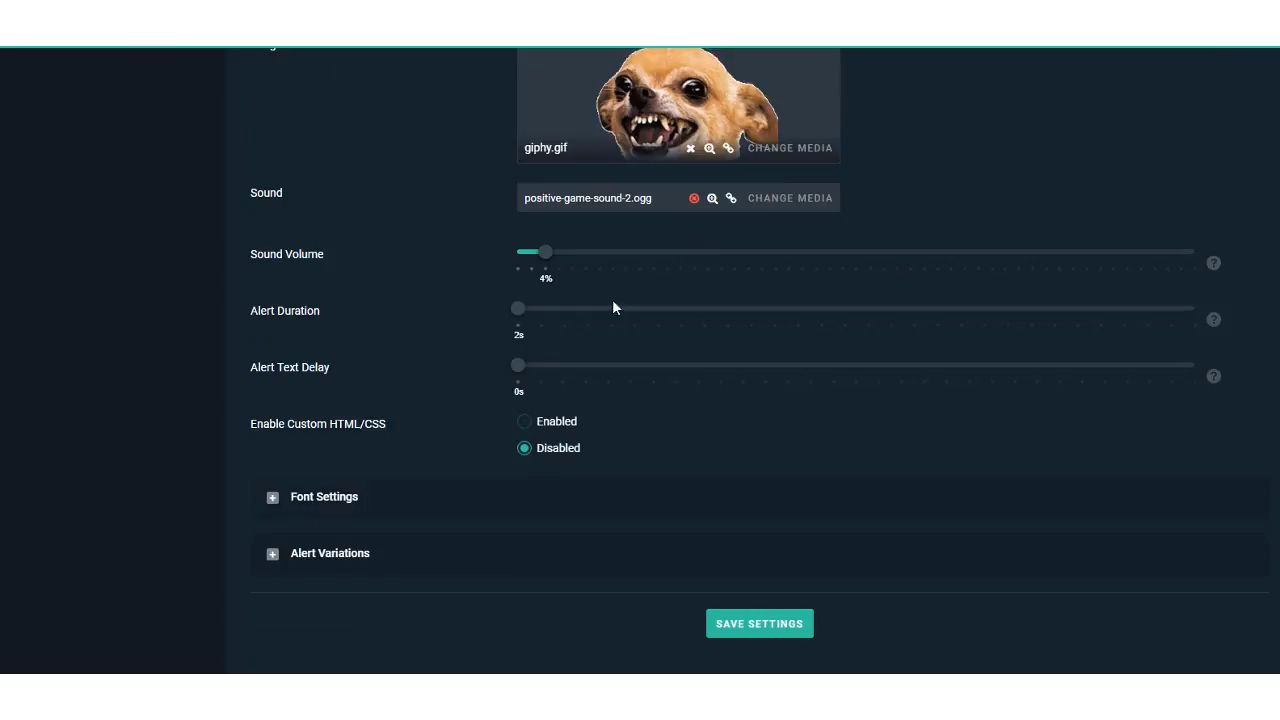 giphy.gif
CHANGE MEDIA
Sound
positive-game-sound-2.ogg
CHANGE MEDIA
Sound Volume
?
4%
Alert Duration
?
2s
Alert Text Delay
?
0s
Enable Custom HTML/CSS
Enabled
Disabled
Font Settings
Alert Variations
SAVE SETTINGS